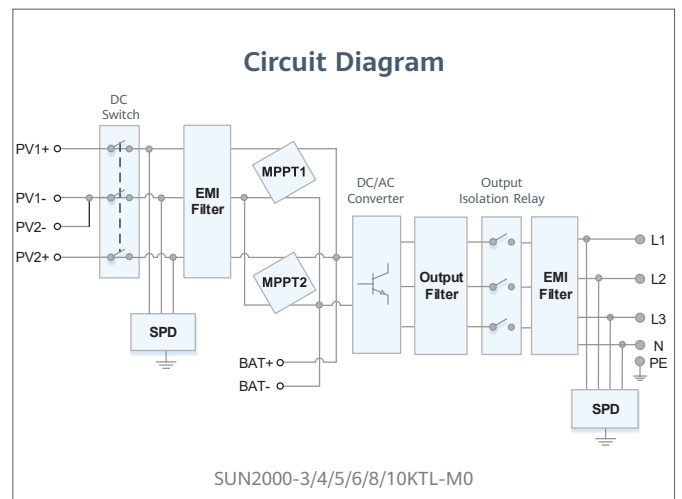 Circuit Diagram
DC
Switch
PV1+
PV1-
PV2-
PV2+
EMI
Filter
MPPT1
MPPT2
SPD
BAT+
BAT-
DC/AC
Converter
Output
Filter
Output
Isolation Relay
EMI
Filter
L1
L2
L3
N
PE
SPD
SUN2000-3/4/5/6/8/10KTL-M0